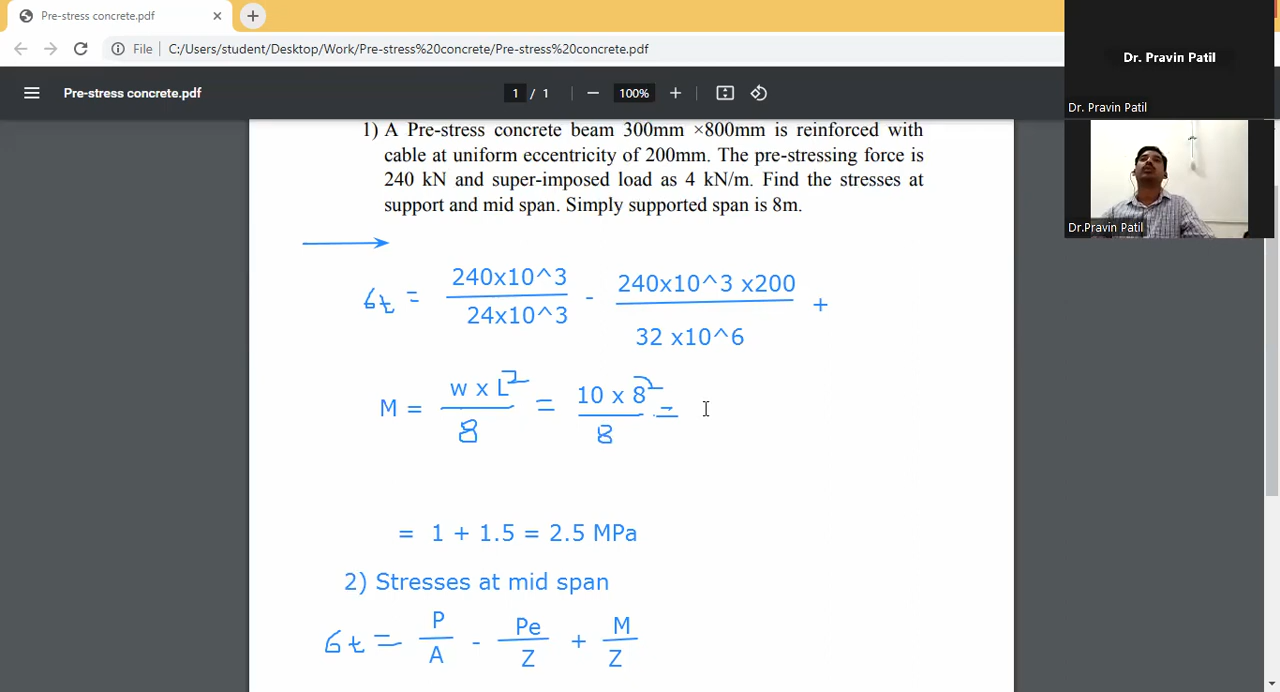 Pre-stress concrete.pdf
File C:/Users/student/Desktop/Work/Pre-stress%20concrete/Pre-stress%20concrete.pdf
Pre-stress concrete.pdf 1 / 1 100%
Dr. Pravin Patil
Dr. Pravin Patil
Dr.Pravin Patil
1) A Pre-stress concrete beam 300mm ×800mm is reinforced with
cable at uniform eccentricity of 200mm. The pre-stressing force is
240 kN and super-imposed load as 4 kN/m. Find the stresses at
support and mid span. Simply supported span is 8m.
6t = 240x10^3 / 24x10^3 - 240x10^3 x200 / 32 x10^6 +
M = w x L² / 8 = 10 x 8² / 8 =
= 1 + 1.5 = 2.5 MPa
2) Stresses at mid span
6t = P / A - Pe / Z + M / Z